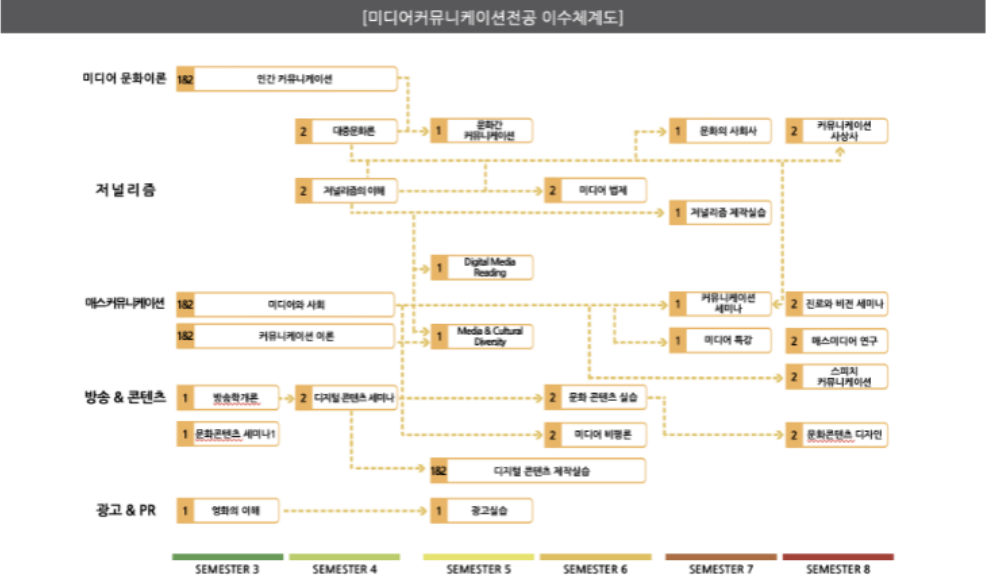 [미디어커뮤니케이션전공 이수체계도]
미디어 문화이론
1&2 인간 커뮤니케이션
2 대중문화론
1 문화간
커뮤니케이션
1 문화의 사회사
2 커뮤니케이션
사상사
저널리즘
2 저널리즘의 이해
2 미디어 법제
1 저널리즘 제작실습
1 Digital Media
Reading
매스커뮤니케이션
1&2 미디어와 사회
1 커뮤니케이션
세미나
2 진로와 비전 세미나
1&2 커뮤니케이션 이론
1 Media & Cultural
Diversity
1 미디어 특강
2 매스미디어 연구
2 스피치
커뮤니케이션
방송 & 콘텐츠
1 방송학개론
2 디지털 콘텐츠 세미나
2 문화 콘텐츠 실습
1 문화콘텐츠 세미나1
2 미디어 비평론
2 문화콘텐츠 디자인
1&2 디지털 콘텐츠 제작실습
광고 & PR
1 영화의 이해
1 광고실습
SEMESTER 3
SEMESTER 4
SEMESTER 5
SEMESTER 6
SEMESTER 7
SEMESTER 8